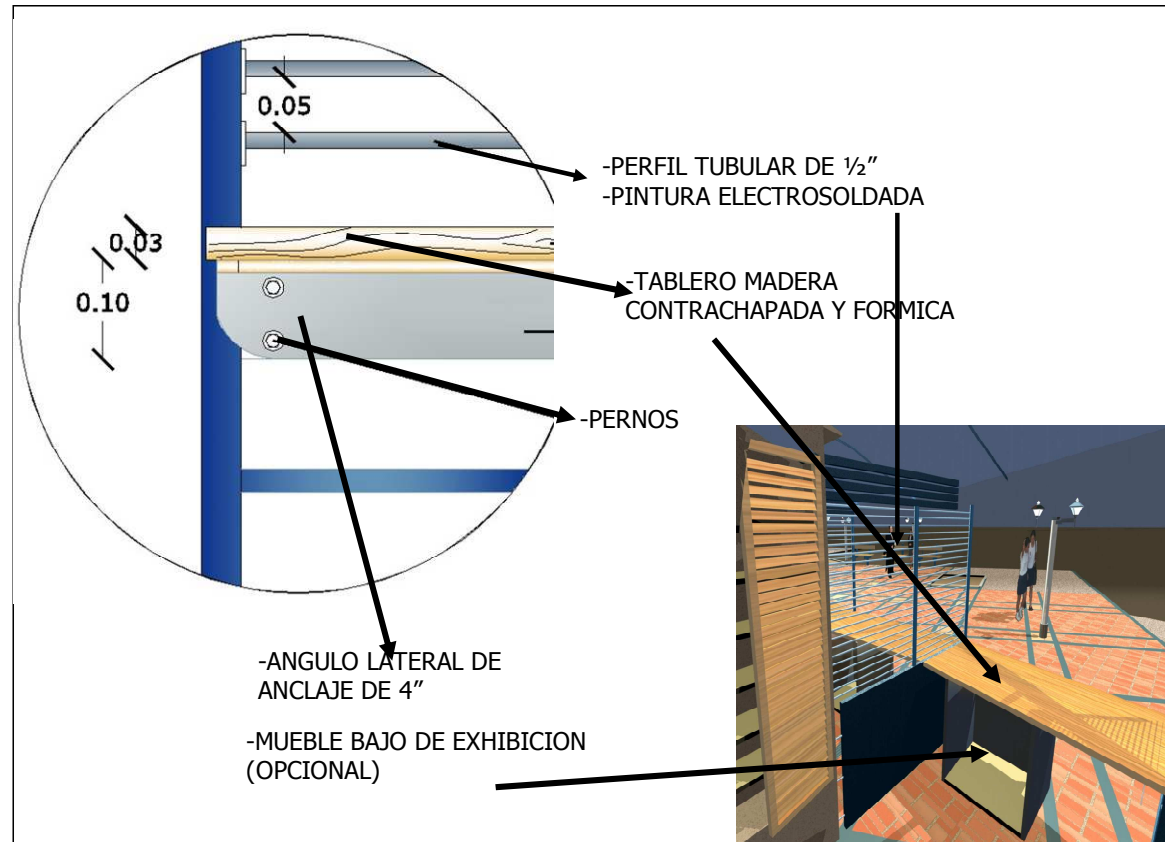 0.05
-PERFIL TUBULAR DE ½”
-PINTURA ELECTROSOLDADA
0.03
0.10
-TABLERO MADERA
CONTRACHAPADA Y FORMICA
-PERNOS
-ANGULO LATERAL DE
ANCLAJE DE 4”
-MUEBLE BAJO DE EXHIBICION
(OPCIONAL)